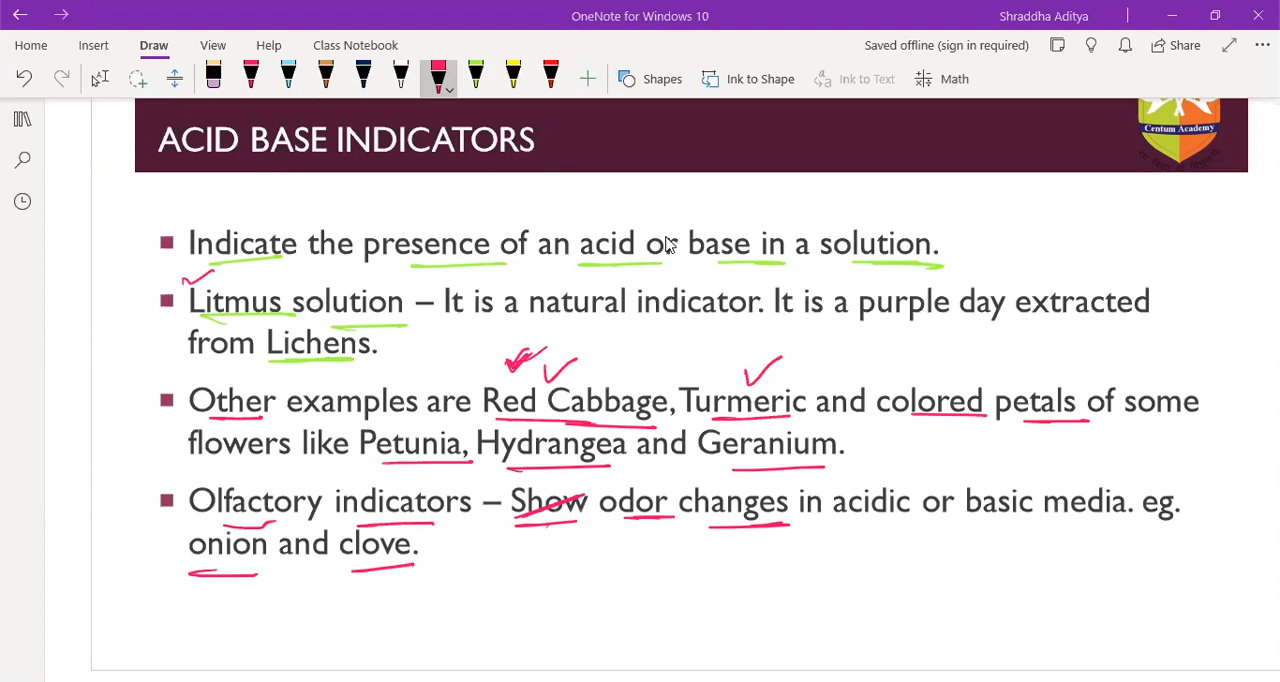 OneNote for Windows 10
Shraddha Aditya
Home Insert Draw View Help Class Notebook
Saved offline (sign in required)
Share
Shapes
Ink to Shape
Ink to Text
Math
ACID BASE INDICATORS
Centum Academy
Indicate the presence of an acid or base in a solution.
Litmus solution – It is a natural indicator. It is a purple day extracted
from Lichens.
Other examples are Red Cabbage, Turmeric and colored petals of some
flowers like Petunia, Hydrangea and Geranium.
Olfactory indicators – Show odor changes in acidic or basic media. eg.
onion and clove.